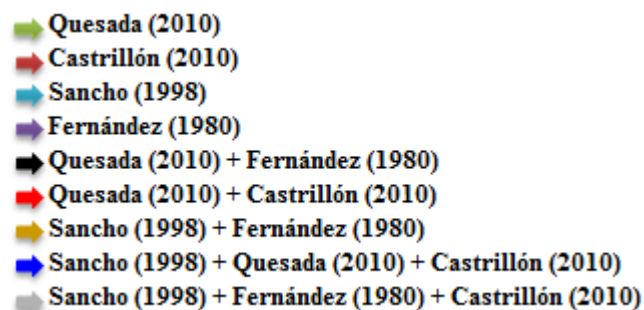 Quesada (2010)
Castrillón (2010)
Sancho (1998)
Fernández (1980)
Quesada (2010) + Fernández (1980)
Quesada (2010) + Castrillón (2010)
Sancho (1998) + Fernández (1980)
Sancho (1998) + Quesada (2010) + Castrillón (2010)
Sancho (1998) + Fernández (1980) + Castrillón (2010)